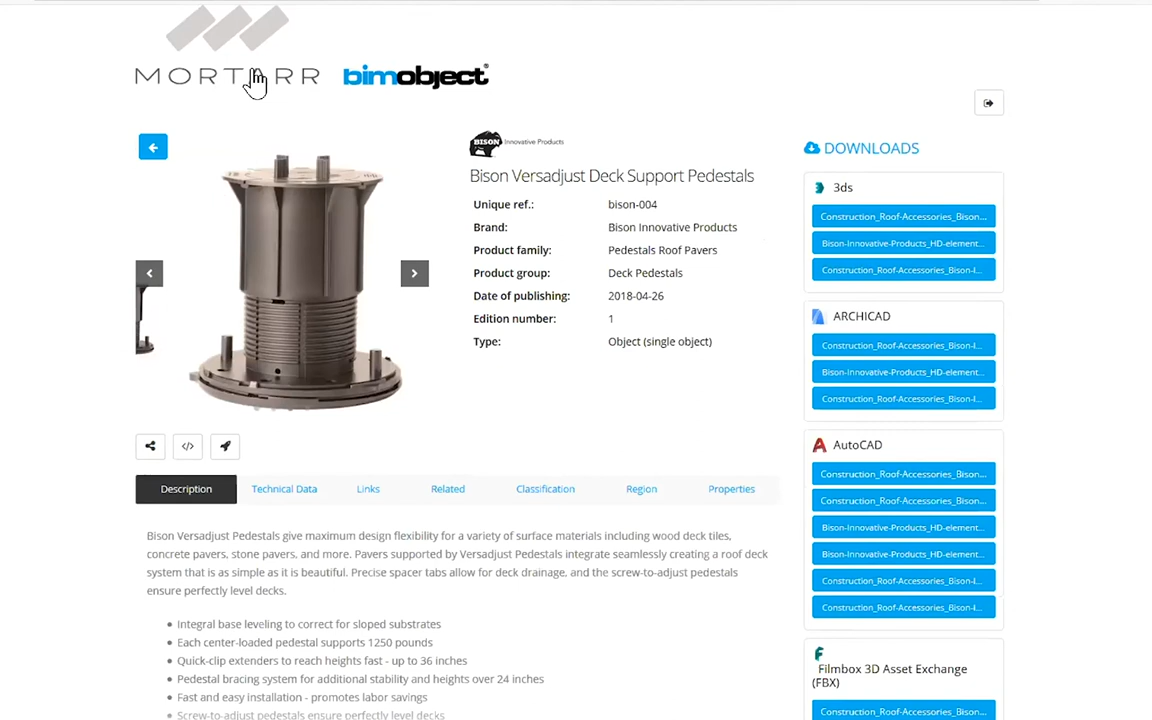 MORTARR bimobject®
BISON Innovative Products
Bison Versadjust Deck Support Pedestals
Unique ref.: bison-004
Brand: Bison Innovative Products
Product family: Pedestals Roof Pavers
Product group: Deck Pedestals
Date of publishing: 2018-04-26
Edition number: 1
Type: Object (single object)
Description Technical Data Links Related Classification Region Properties
Bison Versadjust Pedestals give maximum design flexibility for a variety of surface materials including wood deck tiles,
concrete pavers, stone pavers, and more. Pavers supported by Versadjust Pedestals integrate seamlessly creating a roof deck
system that is as simple as it is beautiful. Precise spacer tabs allow for deck drainage, and the screw-to-adjust pedestals
ensure perfectly level decks.
• Integral base leveling to correct for sloped substrates
• Each center-loaded pedestal supports 1250 pounds
• Quick-clip extenders to reach heights fast - up to 36 inches
• Pedestal bracing system for additional stability and heights over 24 inches
• Fast and easy installation - promotes labor savings
• Screw-to-adjust pedestals ensure perfectly level decks
DOWNLOADS
3ds
Construction_Roof-Accessories_Bison...
Bison-Innovative-Products_HD-element...
Construction_Roof-Accessories_Bison-I...
ARCHICAD
Construction_Roof-Accessories_Bison-I...
Bison-Innovative-Products_HD-element...
Construction_Roof-Accessories_Bison-I...
AutoCAD
Construction_Roof-Accessories_Bison...
Construction_Roof-Accessories_Bison...
Bison-Innovative-Products_HD-element...
Bison-Innovative-Products_HD-element...
Construction_Roof-Accessories_Bison-I...
Construction_Roof-Accessories_Bison-I...
Filmbox 3D Asset Exchange
(FBX)
Construction_Roof-Accessories_Bison...